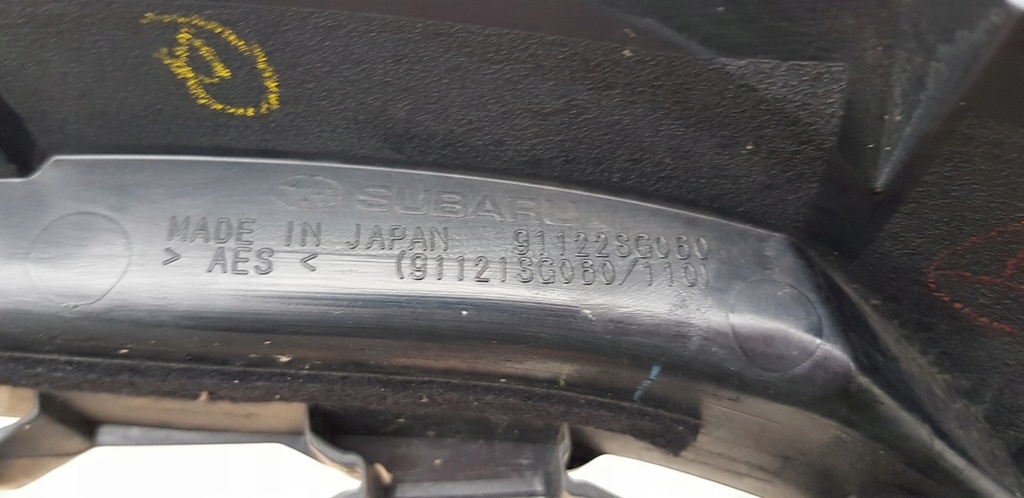 SUBARU
MADE IN JAPAN 91122SG060
> AES < (91121SG060/110)